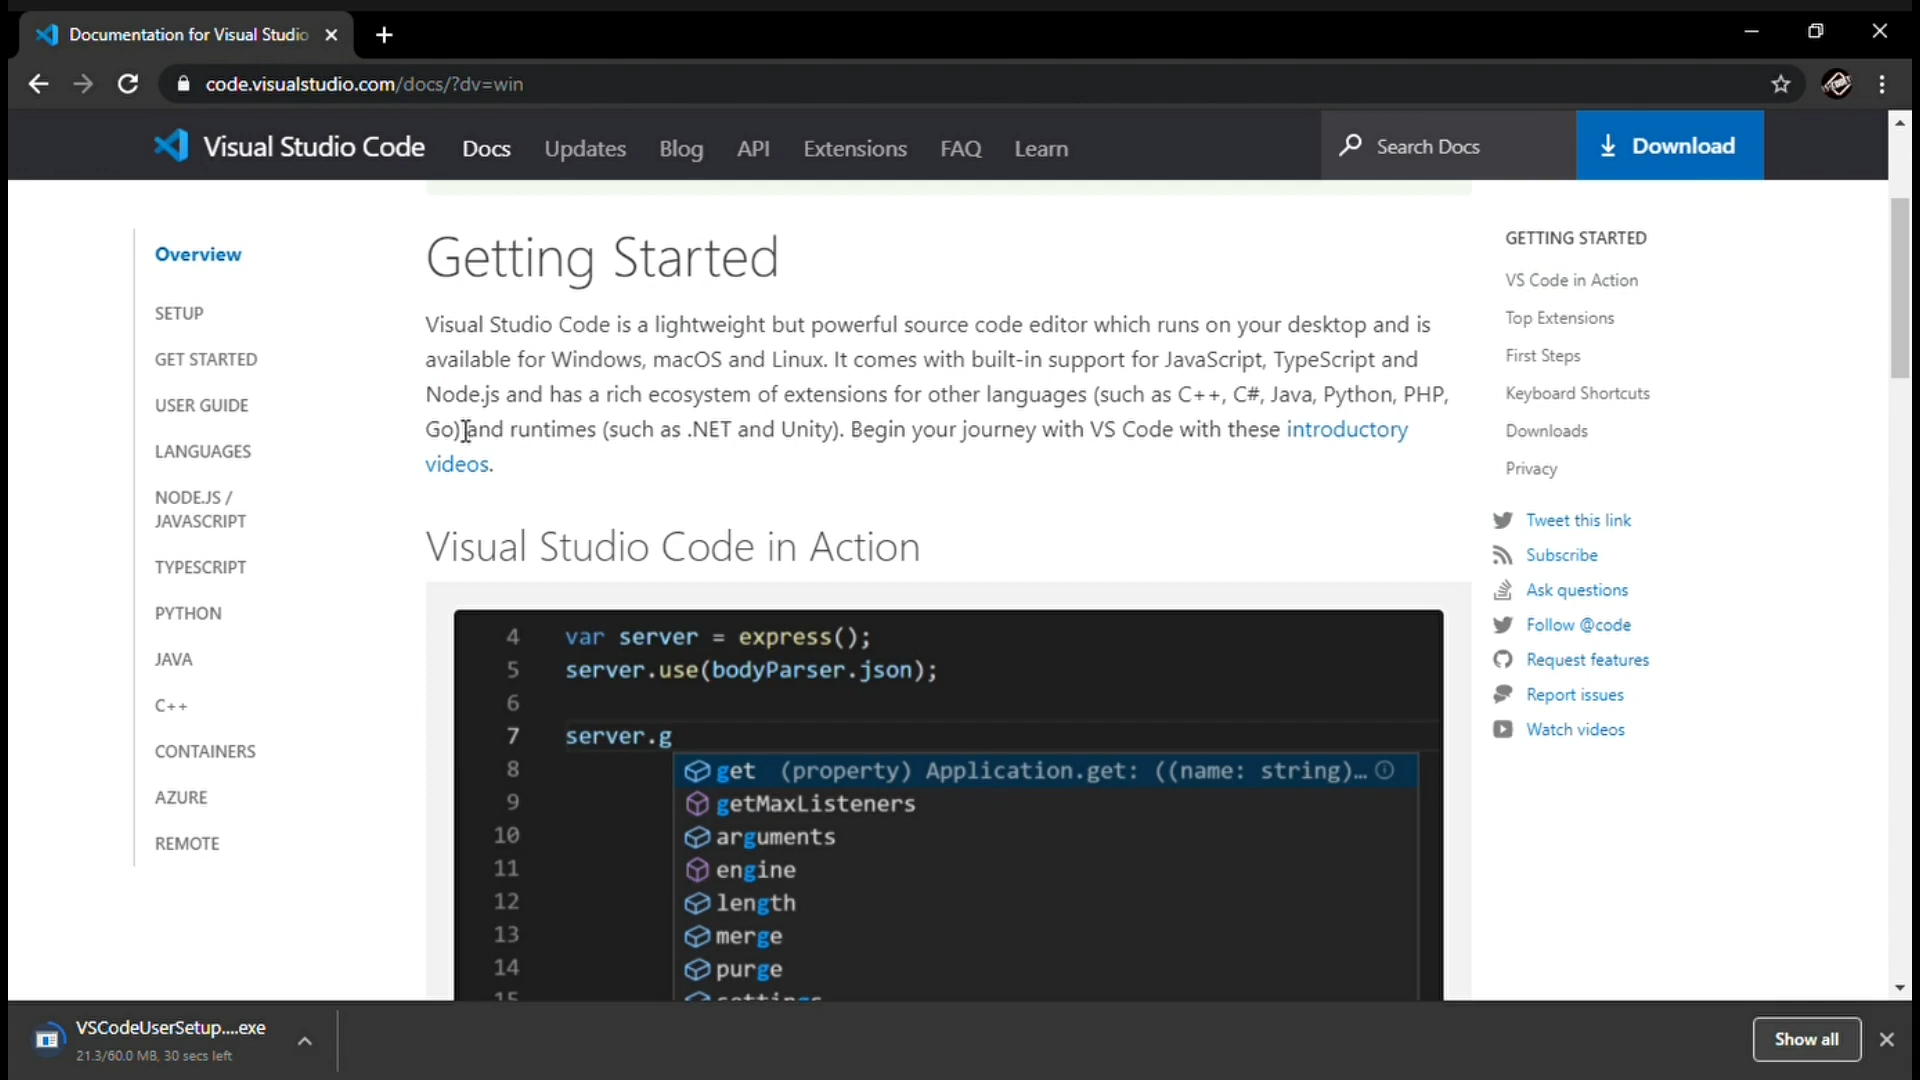 Documentation for Visual Studio
code.visualstudio.com/docs/?dv=win
Visual Studio Code Docs Updates Blog API Extensions FAQ Learn Search Docs Download
Overview
SETUP
GET STARTED
USER GUIDE
LANGUAGES
NODE.JS /
JAVASCRIPT
TYPESCRIPT
PYTHON
JAVA
C++
CONTAINERS
AZURE
REMOTE
Getting Started
Visual Studio Code is a lightweight but powerful source code editor which runs on your desktop and is
available for Windows, macOS and Linux. It comes with built-in support for JavaScript, TypeScript and
Node.js and has a rich ecosystem of extensions for other languages (such as C++, C#, Java, Python, PHP,
Go) and runtimes (such as .NET and Unity). Begin your journey with VS Code with these introductory
videos.
Visual Studio Code in Action
4 var server = express();
5 server.use(bodyParser.json);
6
7 server.g
8 get (property) Application.get: ((name: string)…
9 getMaxListeners
10 arguments
11 engine
12 length
13 merge
14 purge
15 settings
GETTING STARTED
VS Code in Action
Top Extensions
First Steps
Keyboard Shortcuts
Downloads
Privacy
Tweet this link
Subscribe
Ask questions
Follow @code
Request features
Report issues
Watch videos
VSCodeUserSetup....exe
21.3/60.0 MB, 30 secs left
Show all